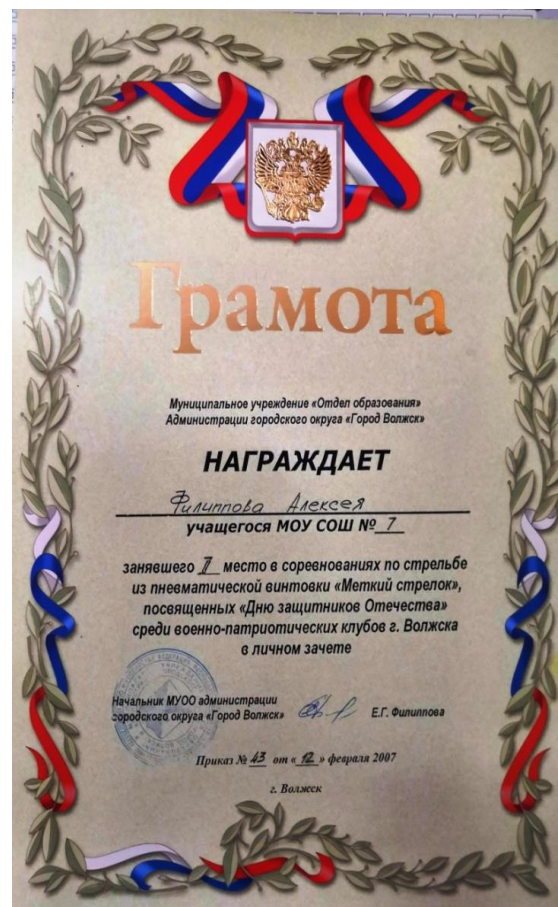 Грамота
Муниципальное учреждение «Отдел образования»
Администрации городского округа «Город Волжск»
НАГРАЖДАЕТ
Филиппова Алексея
учащегося МОУ СОШ № 7
занявшего II место в соревнованиях по стрельбе
из пневматической винтовки «Меткий стрелок»,
посвященных «Дню защитников Отечества»
среди военно-патриотических клубов г. Волжска
в личном зачете
Начальник МУОО администрации
городского округа «Город Волжск»
Е.Г. Филиппова
Приказ № 43 от « 12 » февраля 2007
г. Волжск